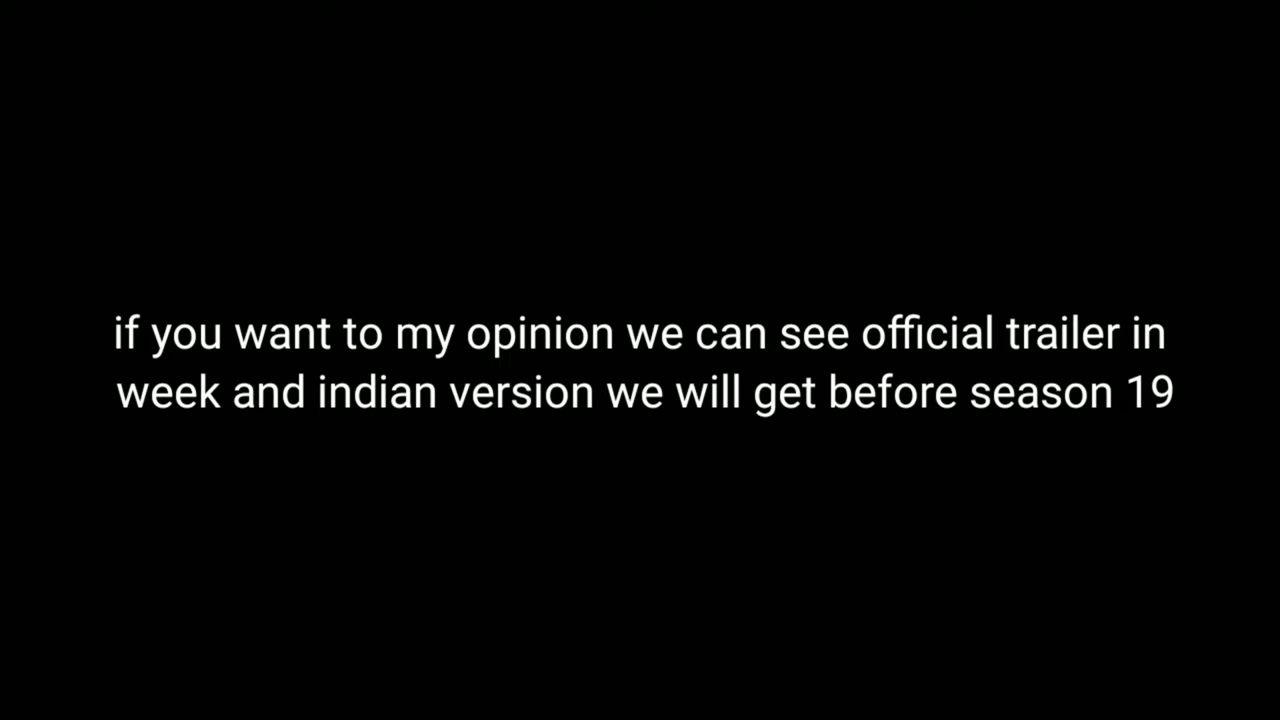 if you want to my opinion we can see official trailer in
week and indian version we will get before season 19